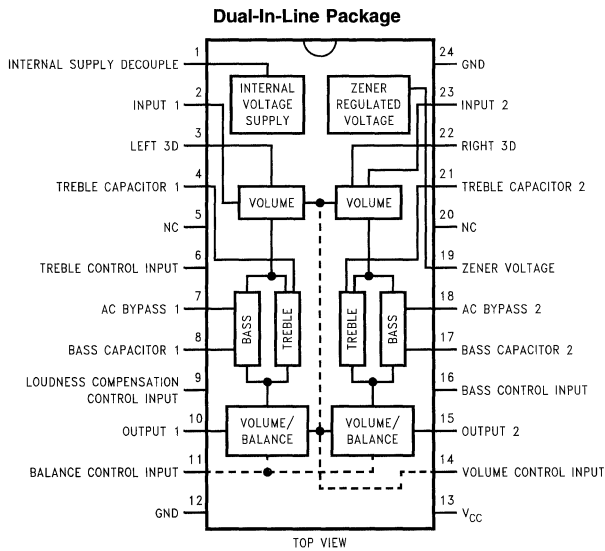 Dual-In-Line Package
1
INTERNAL SUPPLY DECOUPLE
2
INPUT 1
3
LEFT 3D
4
TREBLE CAPACITOR 1
5
NC
6
TREBLE CONTROL INPUT
7
AC BYPASS 1
8
BASS CAPACITOR 1
9
LOUDNESS COMPENSATION
CONTROL INPUT
10
OUTPUT 1
11
BALANCE CONTROL INPUT
12
GND
INTERNAL
VOLTAGE
SUPPLY
ZENER
REGULATED
VOLTAGE
VOLUME
VOLUME
BASS
TREBLE
TREBLE
BASS
VOLUME/
BALANCE
VOLUME/
BALANCE
24
GND
23
INPUT 2
22
RIGHT 3D
21
TREBLE CAPACITOR 2
20
NC
19
ZENER VOLTAGE
18
AC BYPASS 2
17
BASS CAPACITOR 2
16
BASS CONTROL INPUT
15
OUTPUT 2
14
VOLUME CONTROL INPUT
13
VCC
TOP VIEW